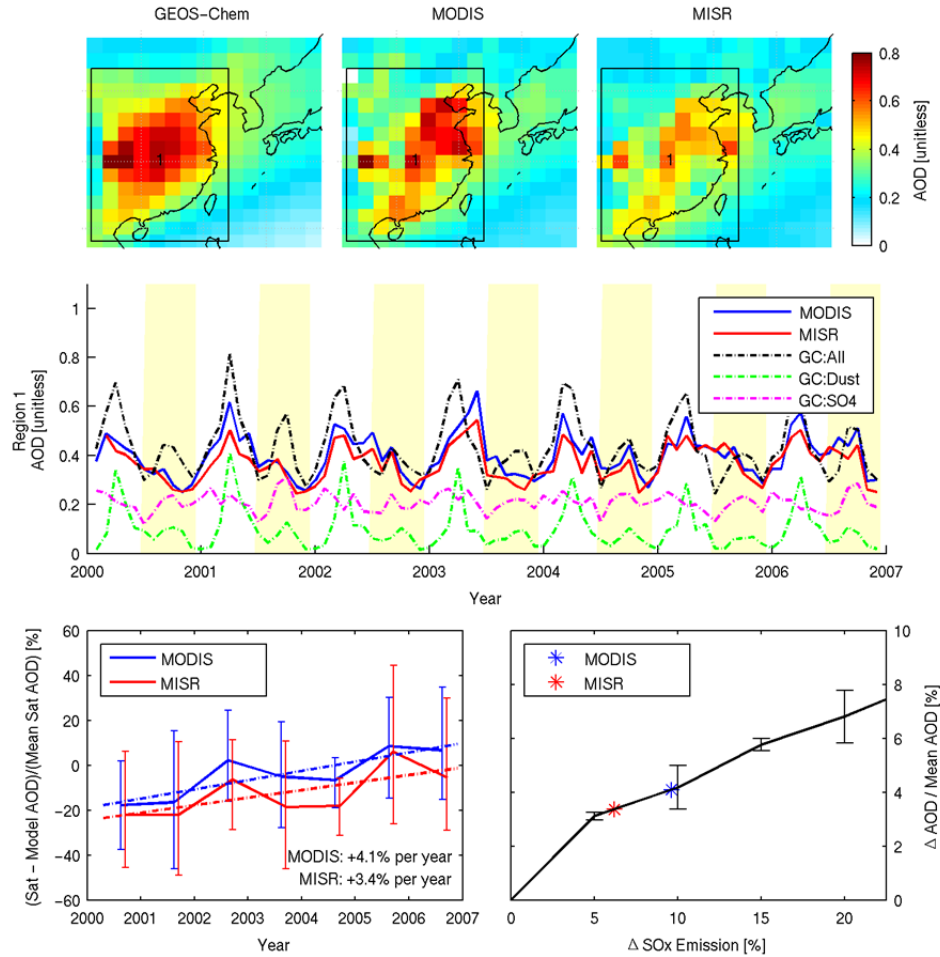 GEOS-Chem
MODIS
MISR
1
1
1
0.8
0.6
0.4
0.2
0
AOD [unitless]
1
0.8
0.6
0.4
0.2
0
Region 1
AOD [unitless]
MODIS
MISR
GC:All
GC:Dust
GC:SO4
2000
2001
2002
2003
2004
2005
2006
2007
Year
60
40
20
0
−20
−40
−60
(Sat − Model AOD)/(Mean Sat AOD) [%]
MODIS
MISR
MODIS: +4.1% per year
MISR: +3.4% per year
2000
2001
2002
2003
2004
2005
2006
2007
Year
MODIS
MISR
10
8
6
4
2
0
Δ AOD / Mean AOD [%]
0
5
10
15
20
Δ SOx Emission [%]